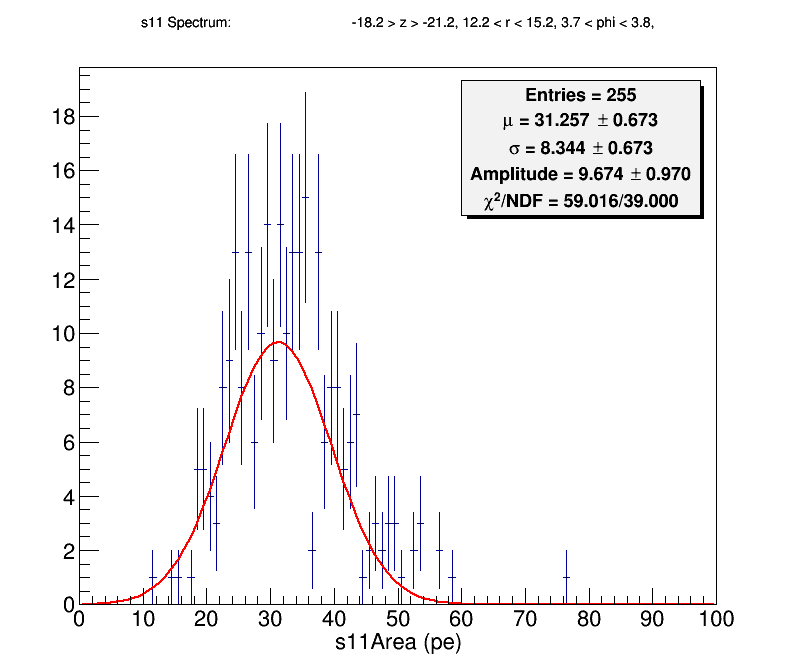 s11 Spectrum: -18.2 > z > -21.2, 12.2 < r < 15.2, 3.7 < phi < 3.8,
Entries = 255
μ = 31.257 ± 0.673
σ = 8.344 ± 0.673
Amplitude = 9.674 ± 0.970
χ²/NDF = 59.016/39.000
18
16
14
12
10
8
6
4
2
0
0 10 20 30 40 50 60 70 80 90 100
s11Area (pe)